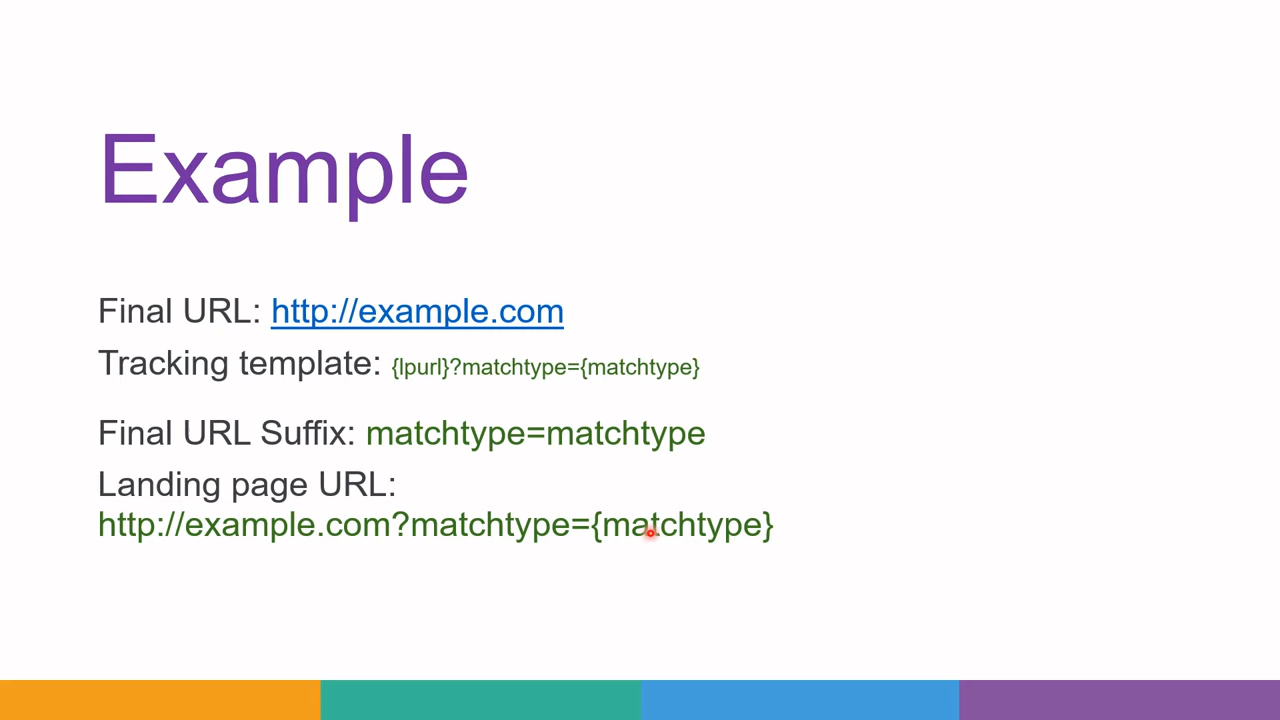 Example
Final URL: http://example.com
Tracking template: {lpurl}?matchtype={matchtype}
Final URL Suffix: matchtype=matchtype
Landing page URL:
http://example.com?matchtype={matchtype}